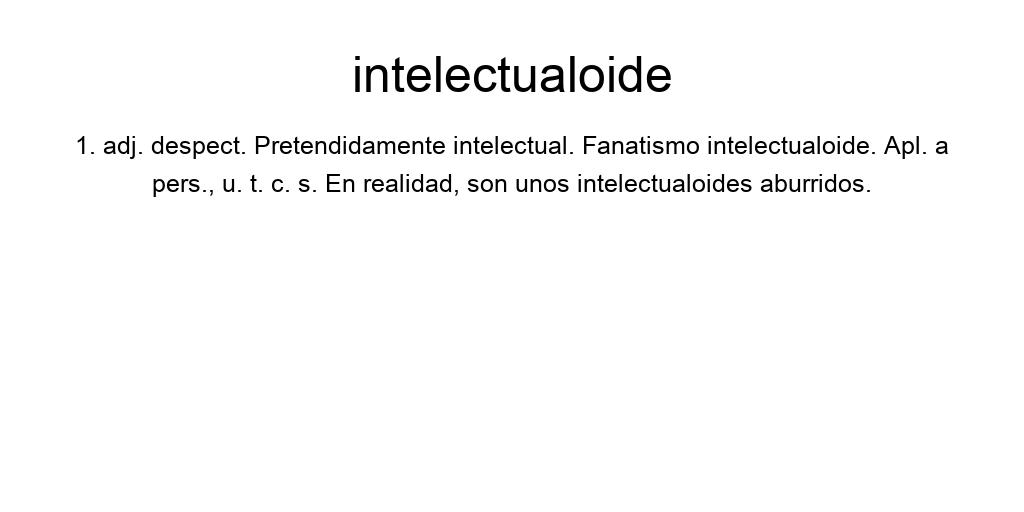 intelectualoide
1. adj. despect. Pretendidamente intelectual. Fanatismo intelectualoide. Apl. a
pers., u. t. c. s. En realidad, son unos intelectualoides aburridos.